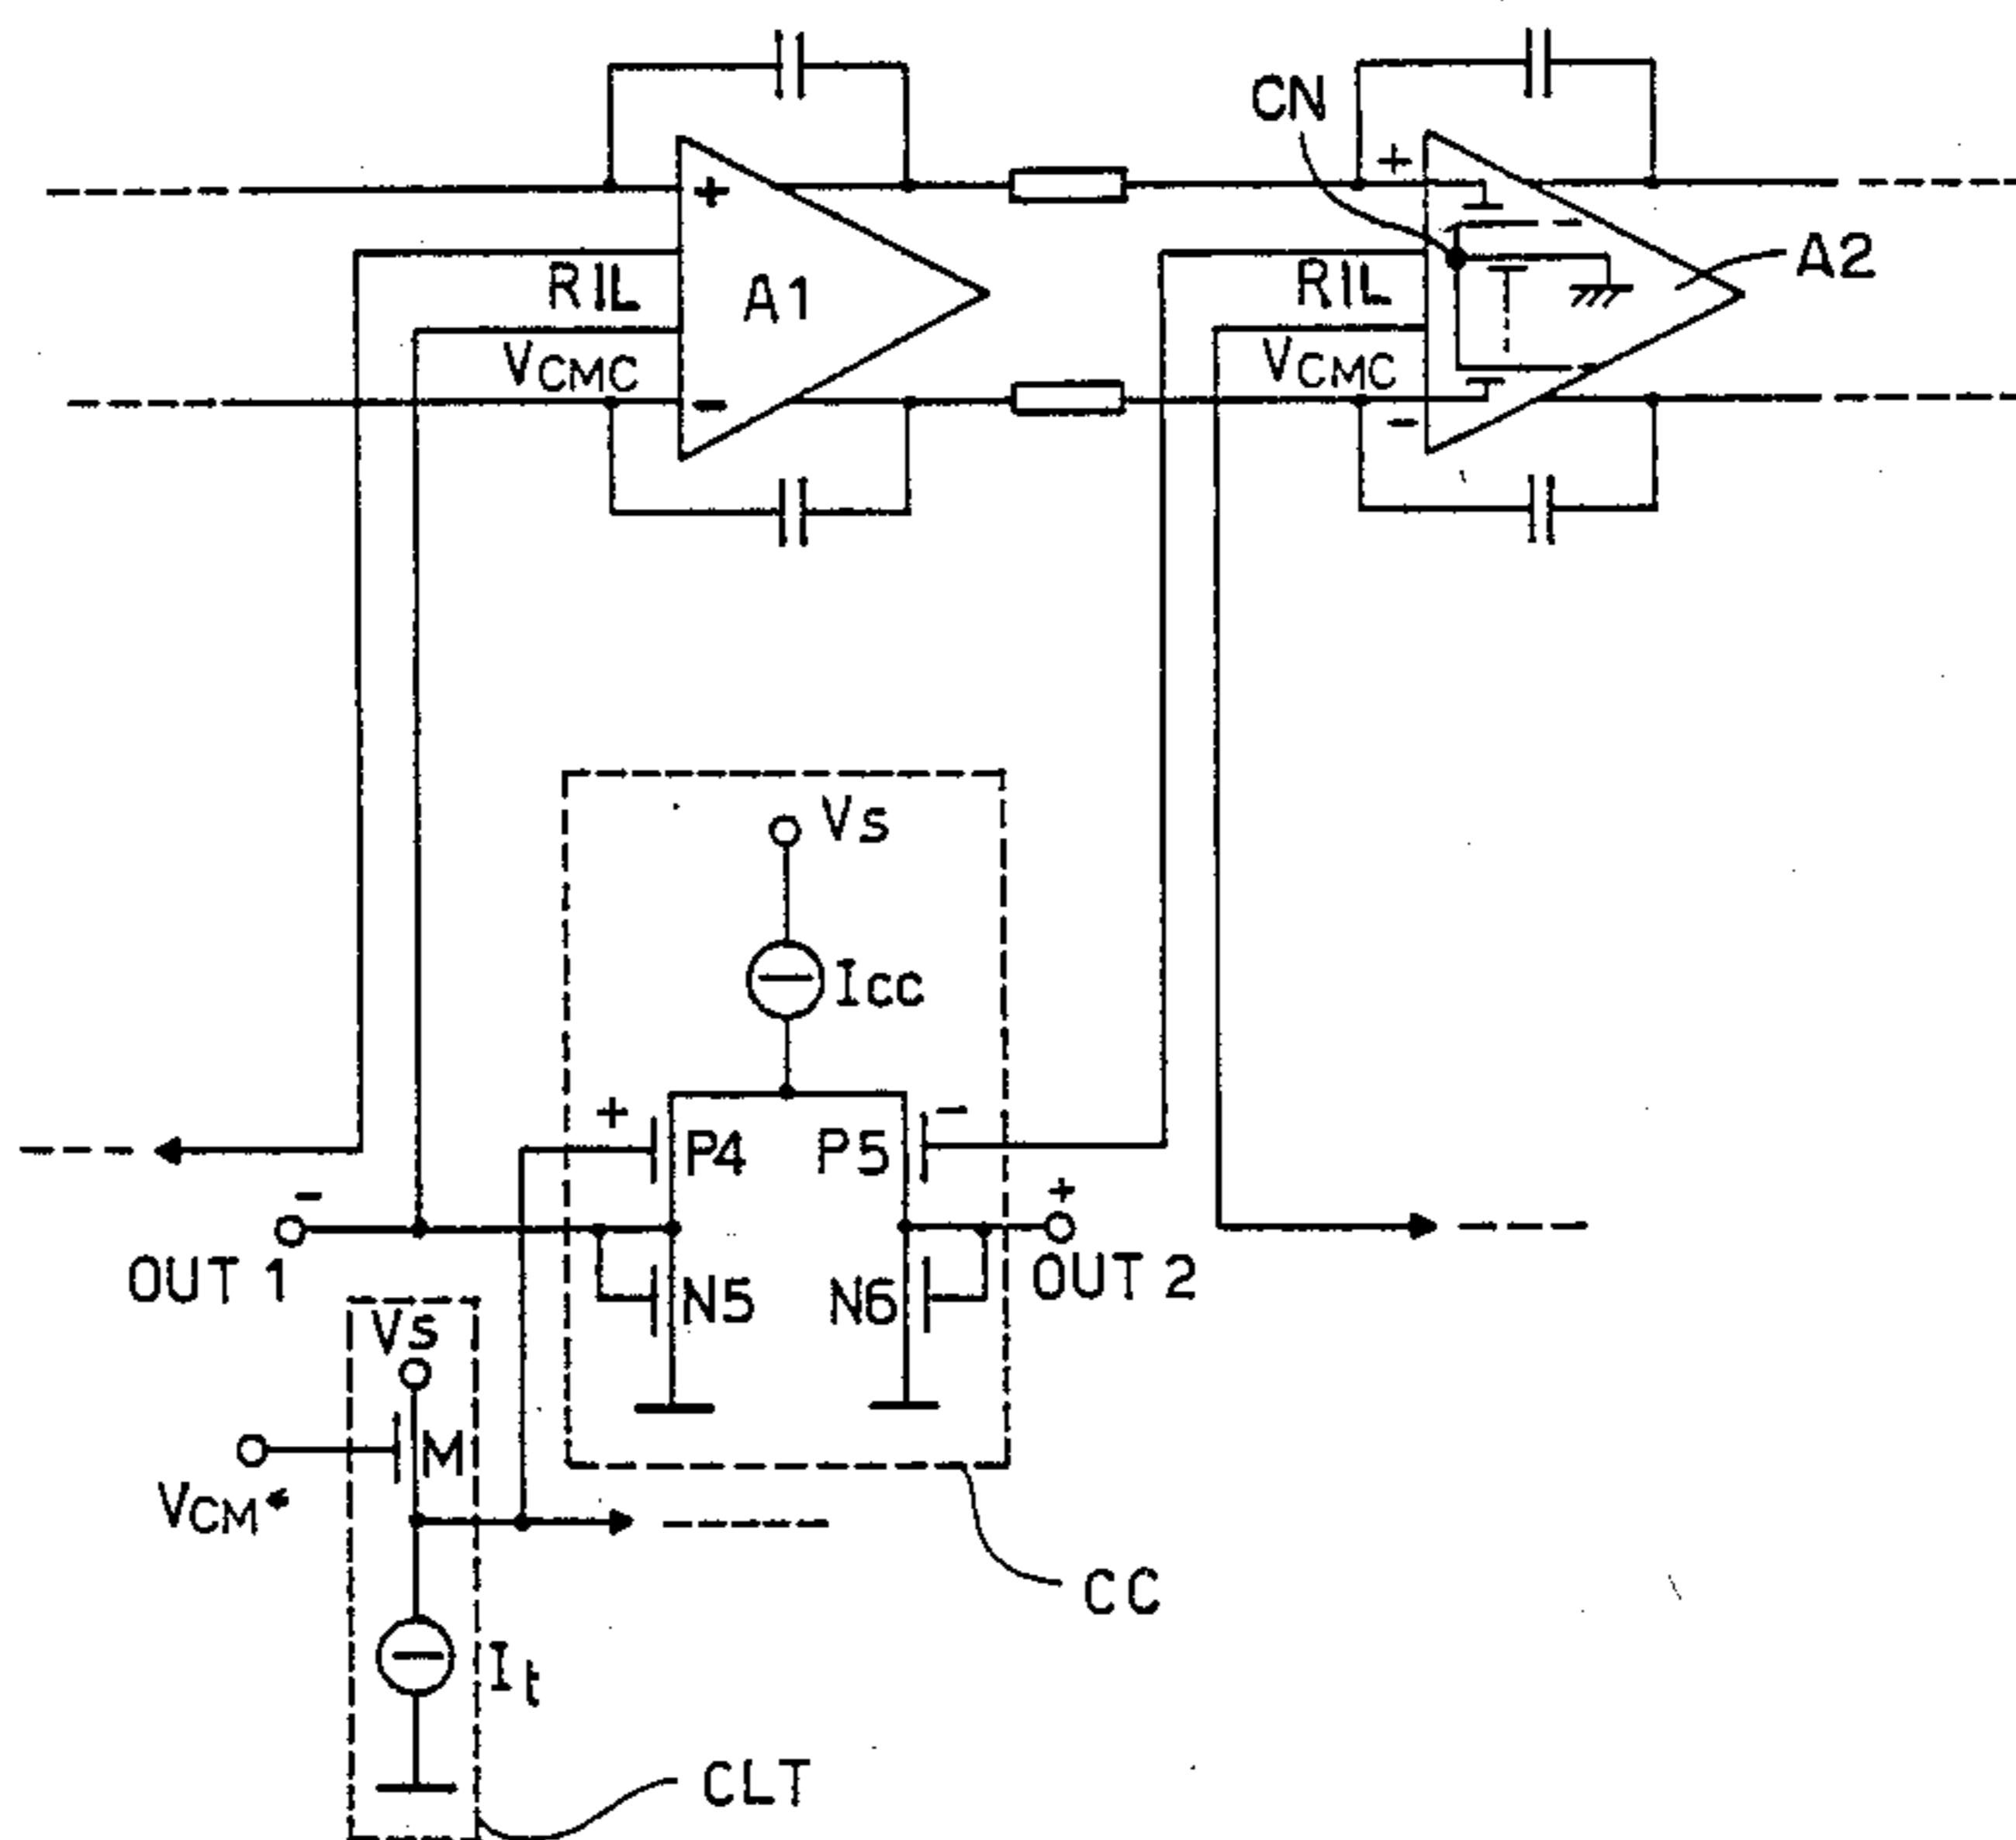 CN
+
+
A2
RIL
A1
RIL
VCMC
VCMC
-
-
Vs
Icc
+
-
P4
P5
-
+
OUT 1
N5
N6
OUT 2
Vs
M
VCM*
CC
It
CLT